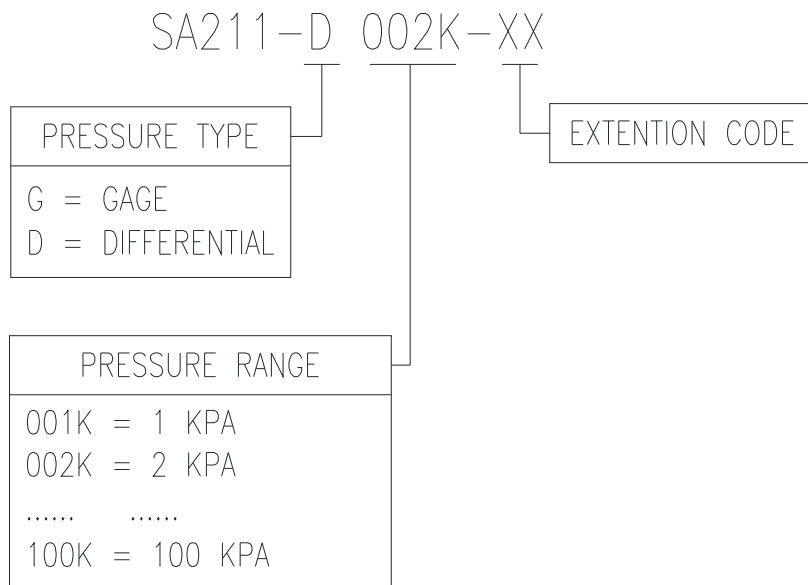 SA211-D 002K-XX
PRESSURE TYPE
G = GAGE
D = DIFFERENTIAL
EXTENTION CODE
PRESSURE RANGE
001K = 1 KPA
002K = 2 KPA
...... ......
100K = 100 KPA